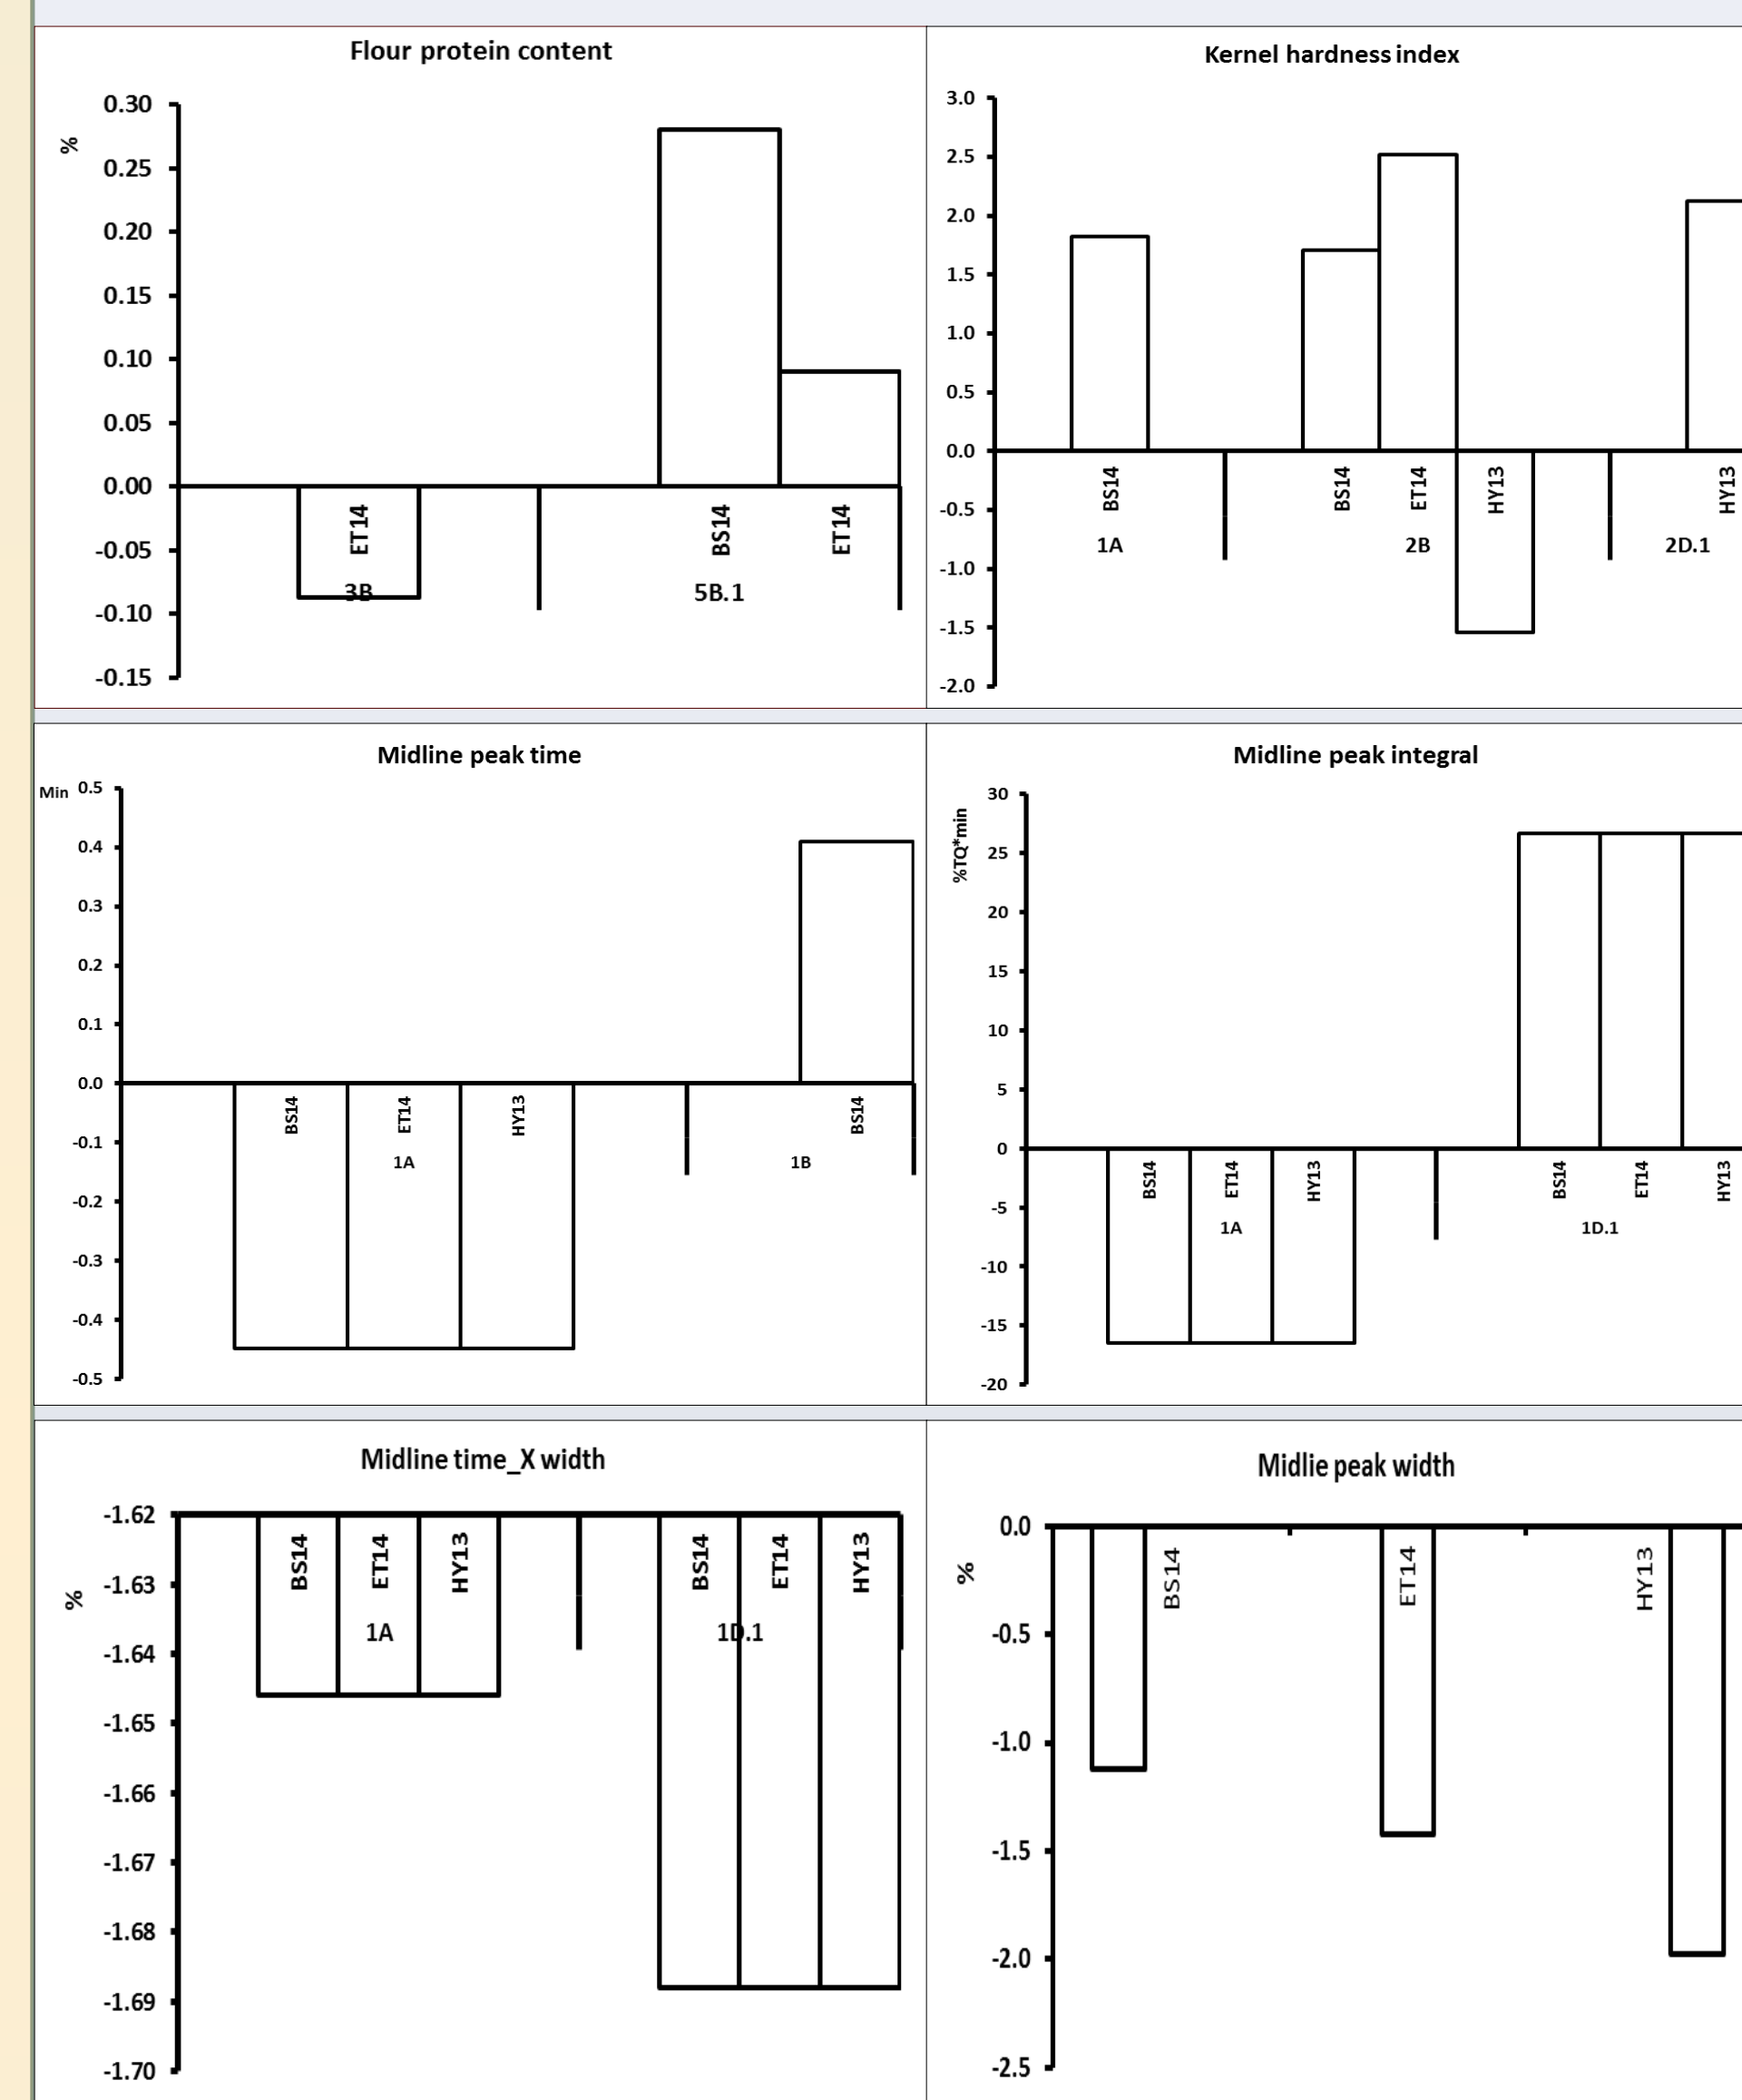 Flour protein content
%
0.30
0.25
0.20
0.15
0.10
0.05
0.00
-0.05
-0.10
-0.15
ET14
BS14
ET14
3B
5B.1
Kernel hardness index
3.0
2.5
2.0
1.5
1.0
0.5
0.0
-0.5
-1.0
-1.5
-2.0
BS14
BS14
ET14
HY13
HY13
1A
2B
2D.1
Midline peak time
Min
0.5
0.4
0.3
0.2
0.1
0.0
-0.1
-0.2
-0.3
-0.4
-0.5
BS14
ET14
HY13
BS14
1A
1B
Midline peak integral
%TQ*min
30
25
20
15
10
5
0
-5
-10
-15
-20
BS14
ET14
HY13
BS14
ET14
HY13
1A
1D.1
Midline time_X width
%
-1.62
-1.63
-1.64
-1.65
-1.66
-1.67
-1.68
-1.69
-1.70
BS14
ET14
HY13
BS14
ET14
HY13
1A
1D.1
Midlie peak width
%
0.0
-0.5
-1.0
-1.5
-2.0
-2.5
BS14
ET14
HY13